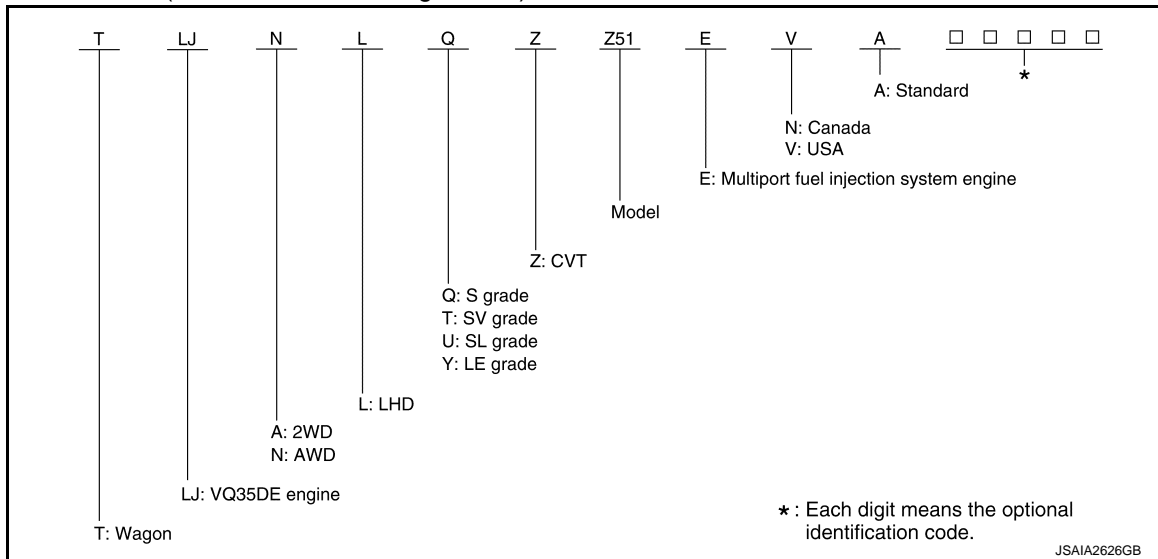 T LJ N L Q Z Z51 E V A □ □ □ □ □
*
A: Standard
N: Canada
V: USA
E: Multiport fuel injection system engine
Model
Z: CVT
Q: S grade
T: SV grade
U: SL grade
Y: LE grade
L: LHD
A: 2WD
N: AWD
LJ: VQ35DE engine
T: Wagon
* : Each digit means the optional
identification code.
JSAIA2626GB